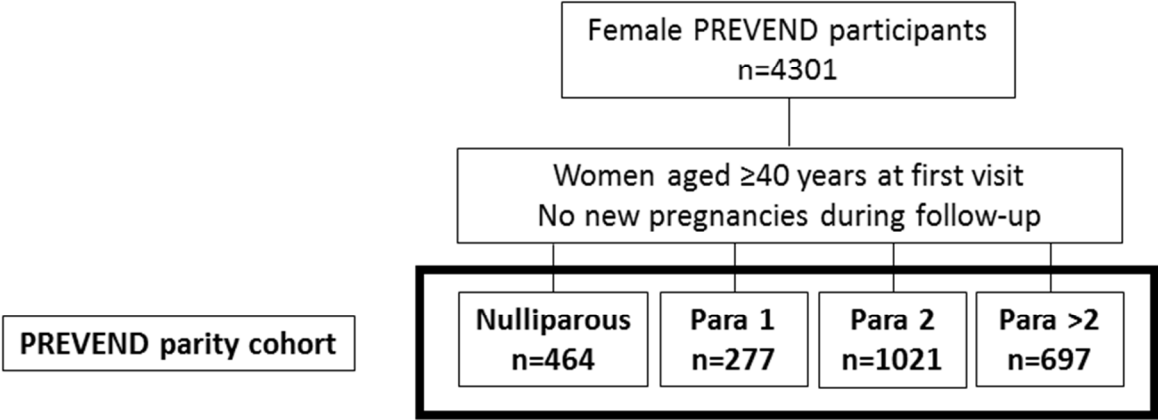 Female PREVEND participants
n=4301
Women aged ≥40 years at first visit
No new pregnancies during follow-up
PREVEND parity cohort
Nulliparous
n=464
Para 1
n=277
Para 2
n=1021
Para >2
n=697